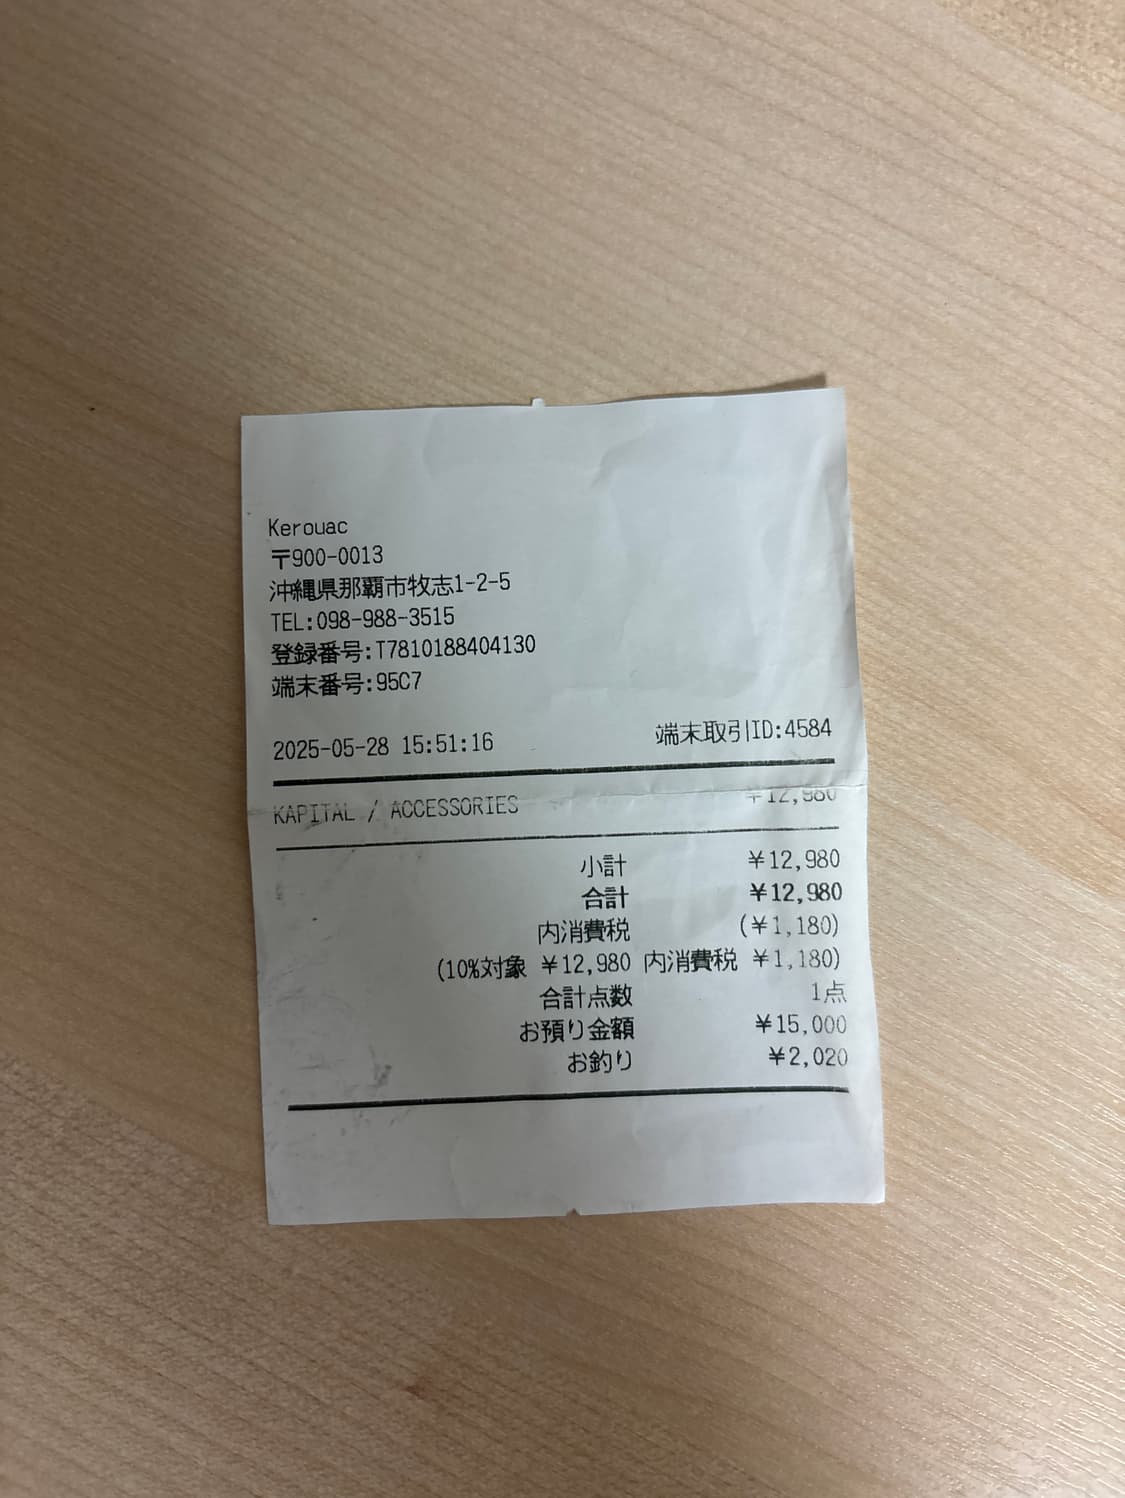 Kerouac
〒900-0013
沖縄県那覇市牧志1-2-5
TEL:098-988-3515
登録番号:T7810188404130
端末番号:95C7
2025-05-28 15:51:16 端末取引ID:4584
KAPITAL / ACCESSORIES ¥12,980
小計 ¥12,980
合計 ¥12,980
内消費税 (¥1,180)
(10%対象 ¥12,980 内消費税 ¥1,180)
合計点数 1点
お預り金額 ¥15,000
お釣り ¥2,020